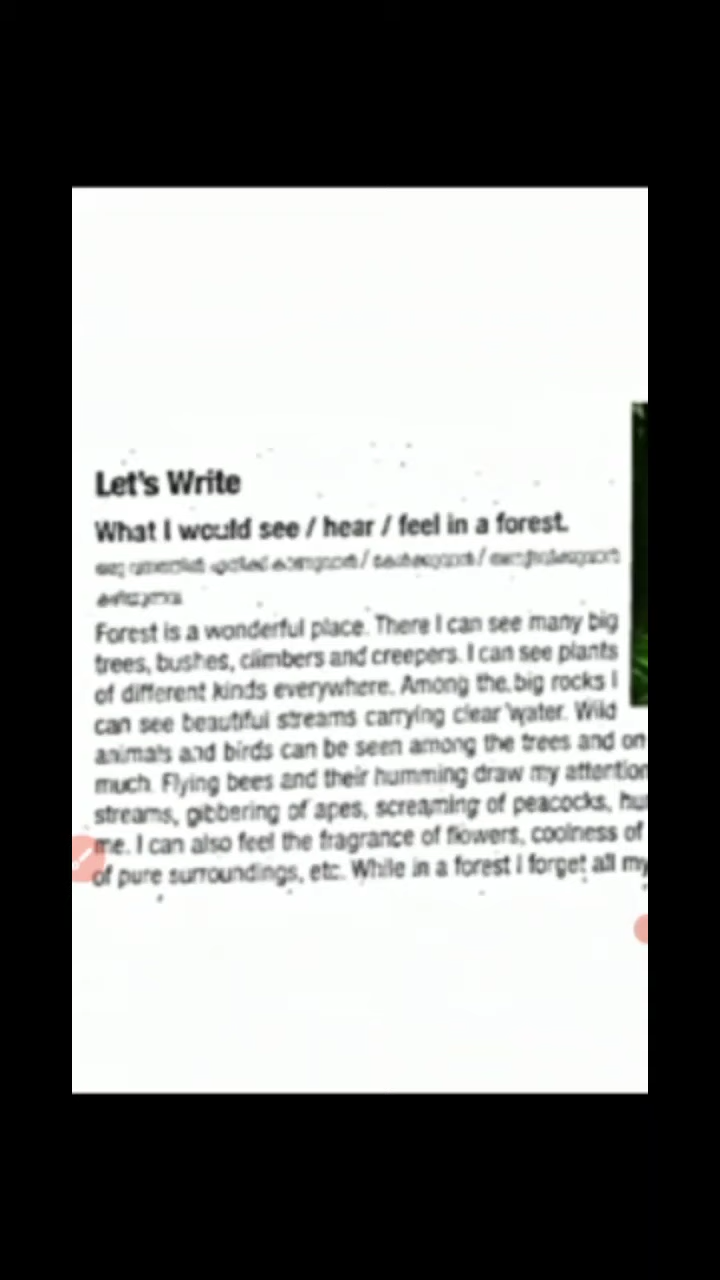 Let's Write
What I would see / hear / feel in a forest.
Forest is a wonderful place. There I can see many big
trees, bushes, climbers and creepers. I can see plants
of different kinds everywhere. Among the big rocks I
can see beautiful streams carrying clear water. Wild
animals and birds can be seen among the trees and on
much. Flying bees and their humming draw my attention
streams, gibbering of apes, screaming of peacocks,
me. I can also feel the fragrance of flowers, coolness of
of pure surroundings, etc. While in a forest I forget all my